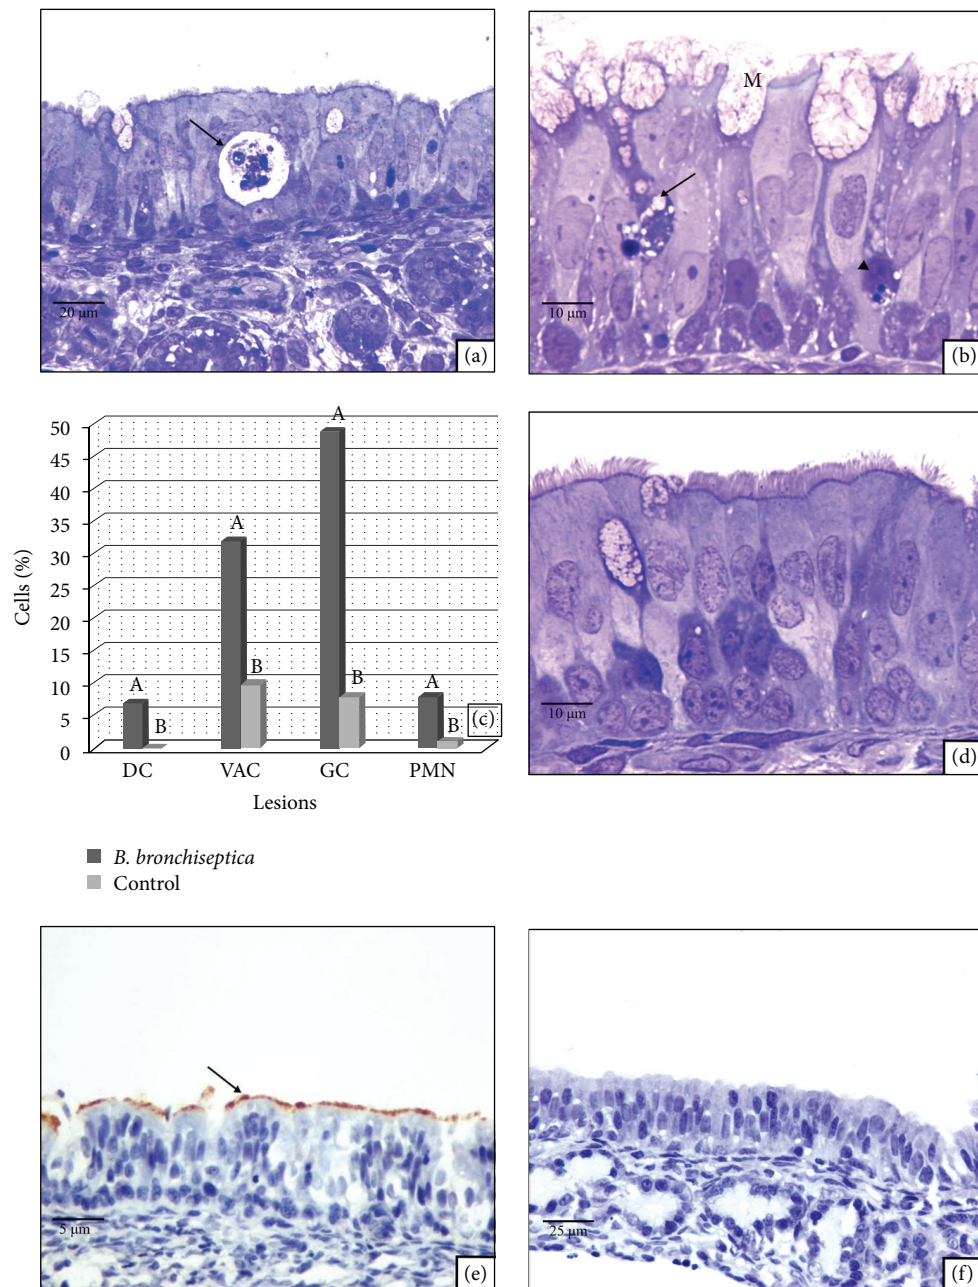 20 µm
(a)
M
10 µm
(b)
50
45
40
35
30
25
20
15
10
5
0
Cells (%)
A
B
A
B
A
B
A
B
(c)
DC VAC GC PMN
Lesions
B. bronchiseptica
Control
10 µm
(d)
5 µm
(e)
25 µm
(f)